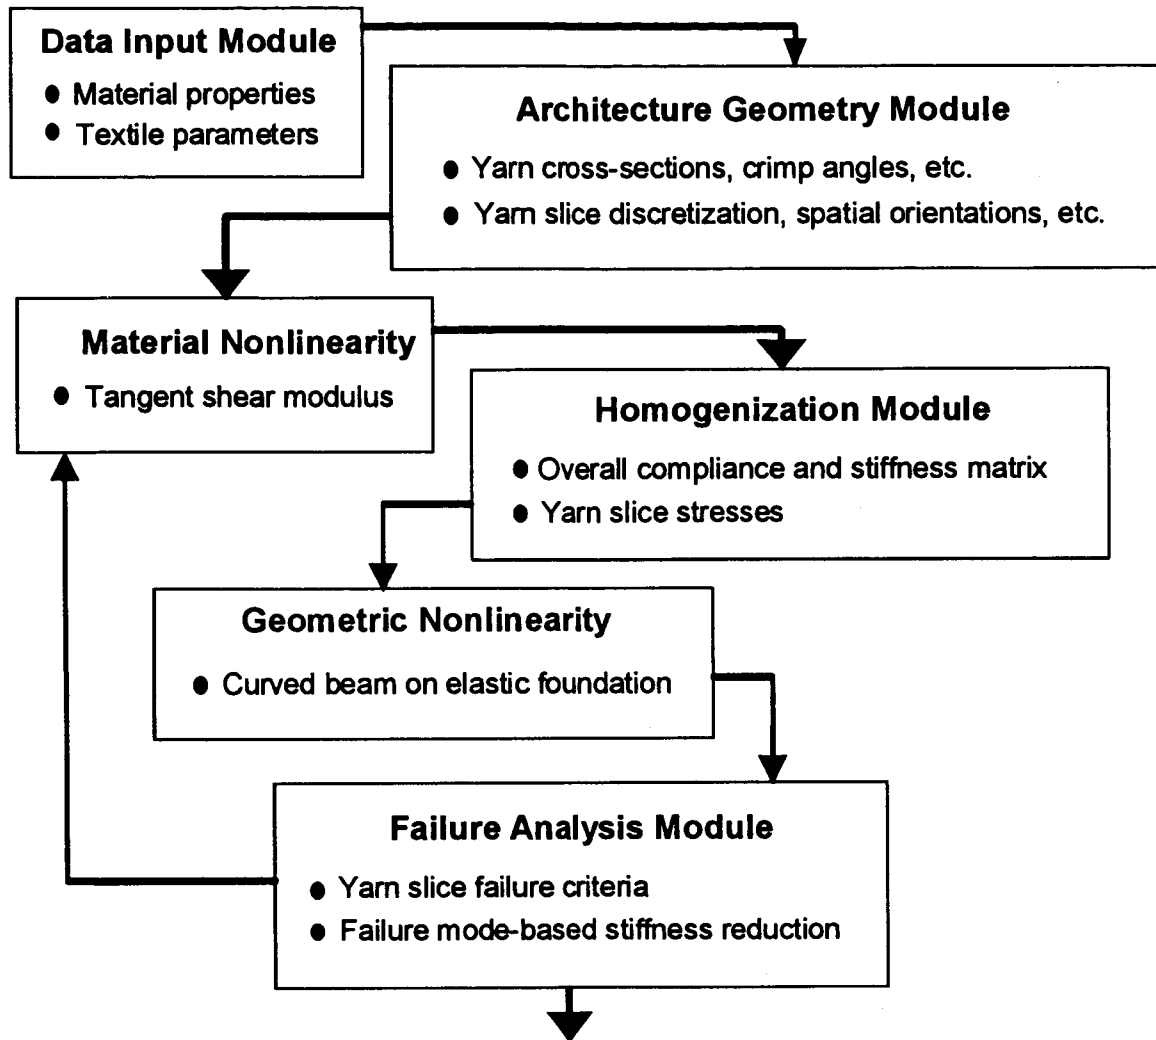 Data Input Module
● Material properties
● Textile parameters
Architecture Geometry Module
● Yarn cross-sections, crimp angles, etc.
● Yarn slice discretization, spatial orientations, etc.
Material Nonlinearity
● Tangent shear modulus
Homogenization Module
● Overall compliance and stiffness matrix
● Yarn slice stresses
Geometric Nonlinearity
● Curved beam on elastic foundation
Failure Analysis Module
● Yarn slice failure criteria
● Failure mode-based stiffness reduction